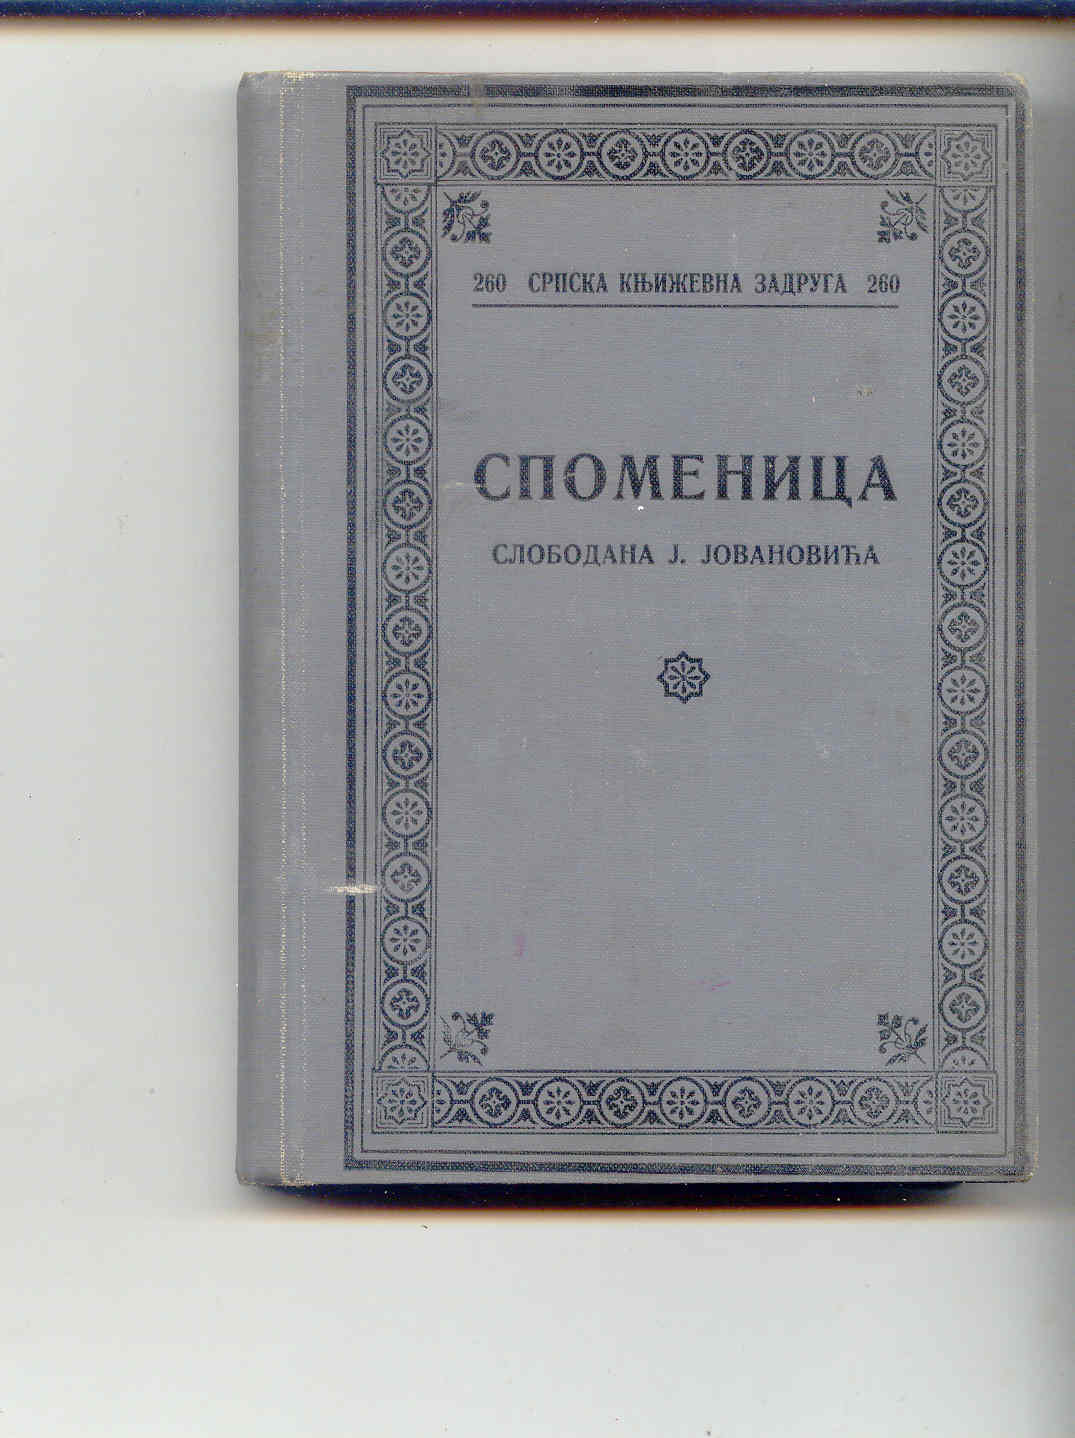 260 СРПСКА КЊИЖЕВНА ЗАДРУГА 260
СПОМЕНИЦА
СЛОБОДАНА Ј. ЈОВАНОВИЋА